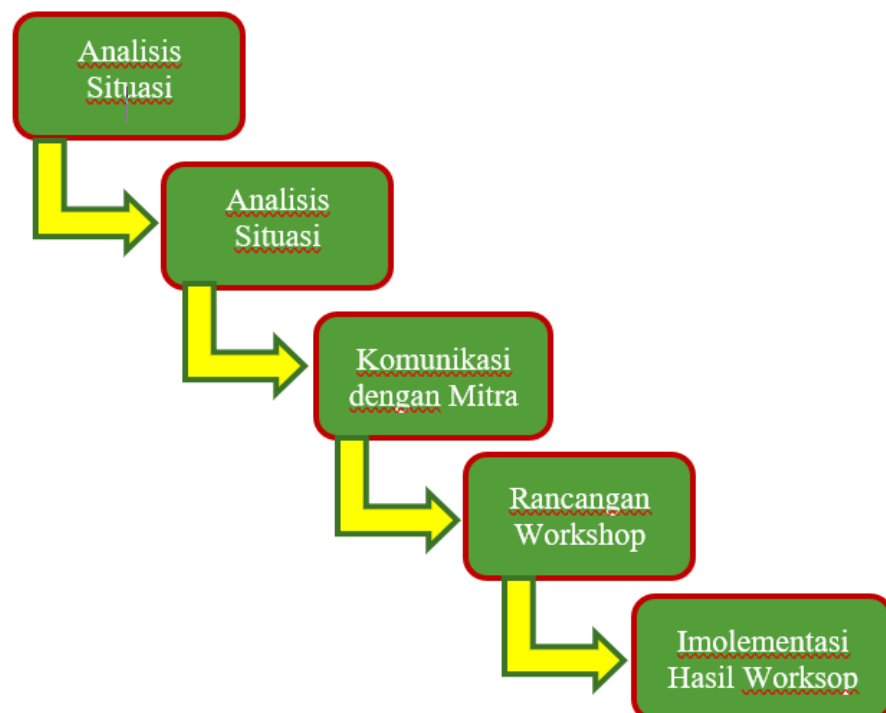 Analisis
Situasi
Analisis
Situasi
Komunikasi
dengan Mitra
Rancangan
Workshop
Imolementasi
Hasil Worksop